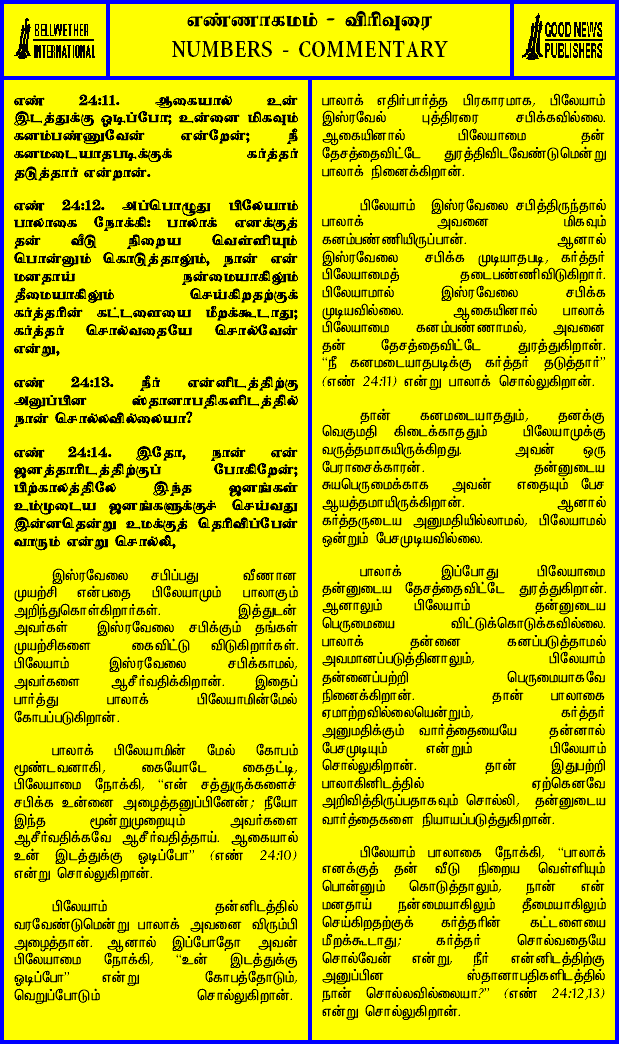 BELLWETHER
INTERNATIONAL
எண்ணாகமம் - விரிவுரை
NUMBERS - COMMENTARY
GOOD NEWS
PUBLISHERS
எண் 24:11. ஆகையால் உன்
இடத்துக்கு ஓடிப்போ; உன்னை மிகவும்
கனம்பண்ணுவேன் என்றேன்; நீ
கனமடையாதபடிக்குக் கர்த்தர்
தடுத்தார் என்றான்.
எண் 24:12. அப்பொழுது பிலேயாம்
பாலாகை நோக்கி: பாலாக் எனக்குத்
தன் வீடு நிறைய வெள்ளியும்
பொன்னும் கொடுத்தாலும், நான் என்
மனதாய் நன்மையாகிலும்
தீமையாகிலும் செய்கிறதற்குக்
கர்த்தரின் கட்டளையை மீறக்கூடாது;
கர்த்தர் சொல்வதையே சொல்வேன்
என்று,
எண் 24:13. நீர் என்னிடத்திற்கு
அனுப்பின ஸ்தானாபதிகளிடத்தில்
நான் சொல்லவில்லையா?
எண் 24:14. இதோ, நான் என்
ஜனத்தாரிடத்திற்குப் போகிறேன்;
பிற்காலத்திலே இந்த ஜனங்கள்
உம்முடைய ஜனங்களுக்குச் செய்வது
இன்னதென்று உமக்குத் தெரிவிப்பேன்
வாரும் என்று சொல்லி,
இஸ்ரவேலை சபிப்பது வீணான
முயற்சி என்பதை பிலேயாமும் பாலாகும்
அறிந்துகொள்கிறார்கள். இத்துடன்
அவர்கள் இஸ்ரவேலை சபிக்கும் தங்கள்
முயற்சிகளை கைவிட்டு விடுகிறார்கள்.
பிலேயாம் இஸ்ரவேலை சபிக்காமல்,
அவர்களை ஆசீர்வதிக்கிறான். இதைப்
பார்த்து பாலாக் பிலேயாமின்மேல்
கோபப்படுகிறான்.
பாலாக் பிலேயாமின் மேல் கோபம்
மூண்டவனாகி, கையோடே கைதட்டி,
பிலேயாமை நோக்கி, "என் சத்துருக்களைச்
சபிக்க உன்னை அழைத்தனுப்பினேன்; நீயோ
இந்த மூன்றுமுறையும் அவர்களை
ஆசீர்வதிக்கவே ஆசீர்வதித்தாய். ஆகையால்
உன் இடத்துக்கு ஓடிப்போ" (எண் 24:10)
என்று சொல்லுகிறான்.
பிலேயாம் தன்னிடத்தில்
வரவேண்டுமென்று பாலாக் அவனை விரும்பி
அழைத்தான். ஆனால் இப்போதோ அவன்
பிலேயாமை நோக்கி, "உன் இடத்துக்கு
ஓடிப்போ" என்று கோபத்தோடும்,
வெறுப்போடும் சொல்லுகிறான்.
பாலாக் எதிர்பார்த்த பிரகாரமாக, பிலேயாம்
இஸ்ரவேல் புத்திரரை சபிக்கவில்லை.
ஆகையினால் பிலேயாமை தன்
தேசத்தைவிட்டே துரத்திவிடவேண்டுமென்று
பாலாக் நினைக்கிறான்.
பிலேயாம் இஸ்ரவேலை சபித்திருந்தால்
பாலாக் அவனை மிகவும்
கனம்பண்ணியிருப்பான். ஆனால்
இஸ்ரவேலை சபிக்க முடியாதபடி, கர்த்தர்
பிலேயாமைத் தடைபண்ணிவிடுகிறார்.
பிலேயாமால் இஸ்ரவேலை சபிக்க
முடியவில்லை. ஆகையினால் பாலாக்
பிலேயாமை கனம்பண்ணாமல், அவனை
தன் தேசத்தைவிட்டே துரத்துகிறான்.
"நீ கனமடையாதபடிக்கு கர்த்தர் தடுத்தார்"
(எண் 24:11) என்று பாலாக் சொல்லுகிறான்.
தான் கனமடையாததும், தனக்கு
வெகுமதி கிடைக்காததும் பிலேயாமுக்கு
வருத்தமாகயிருக்கிறது. அவன் ஒரு
பேராசைக்காரன். தன்னுடைய
சுயபெருமைக்காக அவன் எதையும் பேச
ஆயத்தமாயிருக்கிறான். ஆனால்
கர்த்தருடைய அனுமதியில்லாமல், பிலேயாமால்
ஒன்றும் பேசமுடியவில்லை.
பாலாக் இப்போது பிலேயாமை
தன்னுடைய தேசத்தைவிட்டே துரத்துகிறான்.
ஆனாலும் பிலேயாம் தன்னுடைய
பெருமையை விட்டுக்கொடுக்கவில்லை.
பாலாக் தன்னை கனப்படுத்தாமல்
அவமானப்படுத்தினாலும், பிலேயாம்
தன்னைப்பற்றி பெருமையாகவே
நினைக்கிறான். தான் பாலாகை
ஏமாற்றவில்லையென்றும், கர்த்தர்
அனுமதிக்கும் வார்த்தையையே தன்னால்
பேசமுடியும் என்றும் பிலேயாம்
சொல்லுகிறான். தான் இதுபற்றி
பாலாகினிடத்தில் ஏற்கெனவே
அறிவித்திருப்பதாகவும் சொல்லி, தன்னுடைய
வார்த்தைகளை நியாயப்படுத்துகிறான்.
பிலேயாம் பாலாகை நோக்கி, "பாலாக்
எனக்குத் தன் வீடு நிறைய வெள்ளியும்
பொன்னும் கொடுத்தாலும், நான் என்
மனதாய் நன்மையாகிலும் தீமையாகிலும்
செய்கிறதற்குக் கர்த்தரின் கட்டளையை
மீறக்கூடாது; கர்த்தர் சொல்வதையே
சொல்வேன் என்று, நீர் என்னிடத்திற்கு
அனுப்பின ஸ்தானாபதிகளிடத்தில்
நான் சொல்லவில்லையா?" (எண் 24:12,13)
என்று சொல்லுகிறான்.